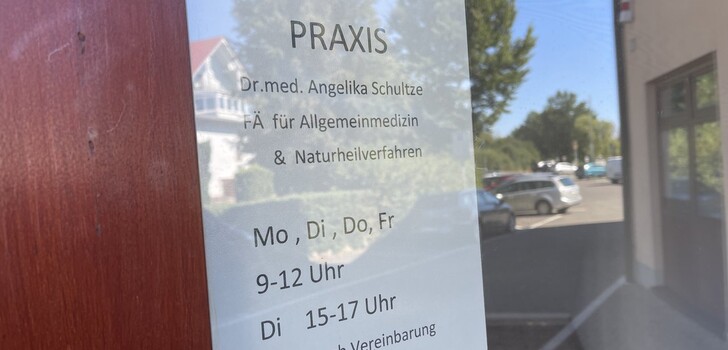 PRAXIS
Dr.med. Angelika Schultze
FÄ für Allgemeinmedizin
& Naturheilverfahren
Mo , Di , Do, Fr
9-12 Uhr
Di 15-17 Uhr
Vereinbarung